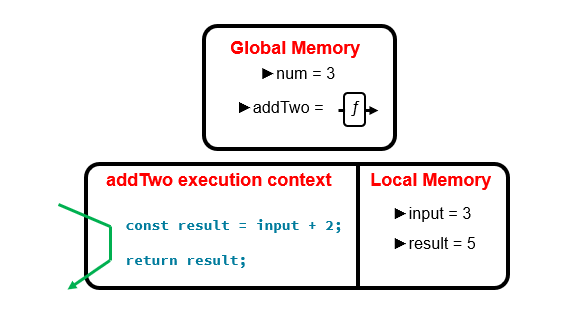 Global Memory
▶num = 3
▶addTwo = ƒ
addTwo execution context
const result = input + 2;
return result;
Local Memory
▶input = 3
▶result = 5